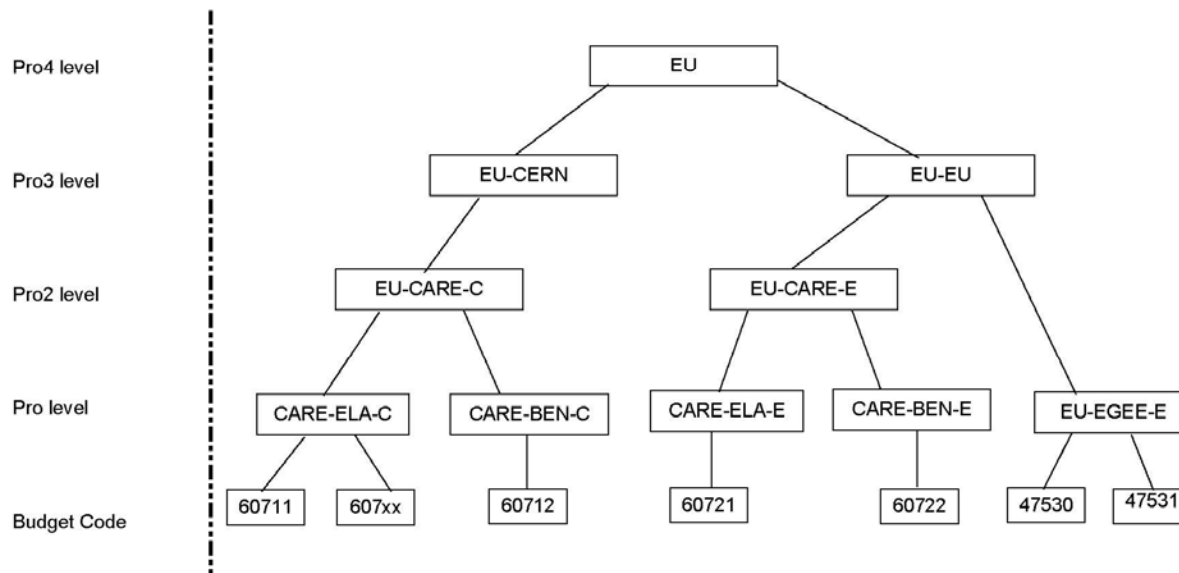 Pro4 level
EU
Pro3 level
EU-CERN
EU-EU
Pro2 level
EU-CARE-C
EU-CARE-E
Pro level
CARE-ELA-C
CARE-BEN-C
CARE-ELA-E
CARE-BEN-E
EU-EGEE-E
Budget Code
60711
607xx
60712
60721
60722
47530
47531